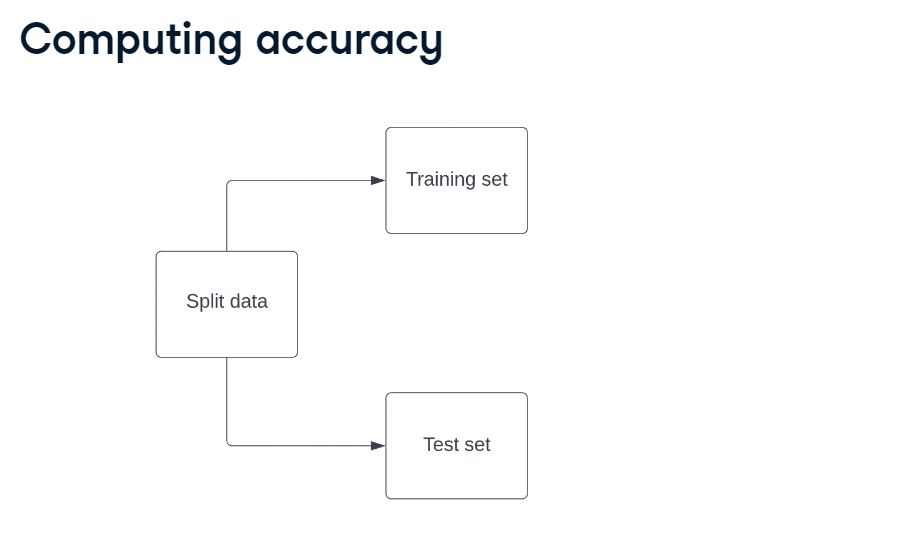 Computing accuracy
Training set
Split data
Test set